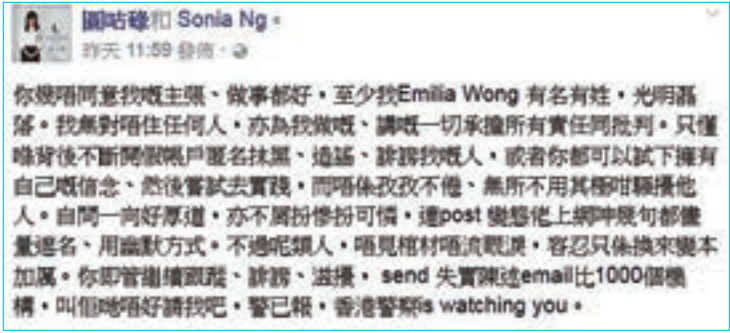 圓咕碌和 Sonia Ng。
昨天 11:59 發佈 ·
你幾唔同意我嘅主張、做事都好，至少我Emilia Wong 有名有姓，光明磊
落。我無對唔住任何人，亦為我做嘅、講嘅一切承擔所有責任同批判。只懂
喺背後不斷開假帳戶匿名抹黑、造謠、誹謗我嘅人，或者你都可以試下擁有
自己嘅信念、然後嘗試去實踐，而唔係孜孜不倦、無所不用其極咁騷擾他
人。自問一向好厚道，亦不屑扮慘扮可憐，連post 變態佬上網呻幾句都儘
量遮名、用幽默方式。不過呢類人，唔見棺材唔流眼淚，容忍只係換來變本
加厲。你即管繼續跟蹤、誹謗、滋擾， send 失實陳述email比1000個機
構，叫佢哋唔好請我吧，警已報，香港警察is watching you。